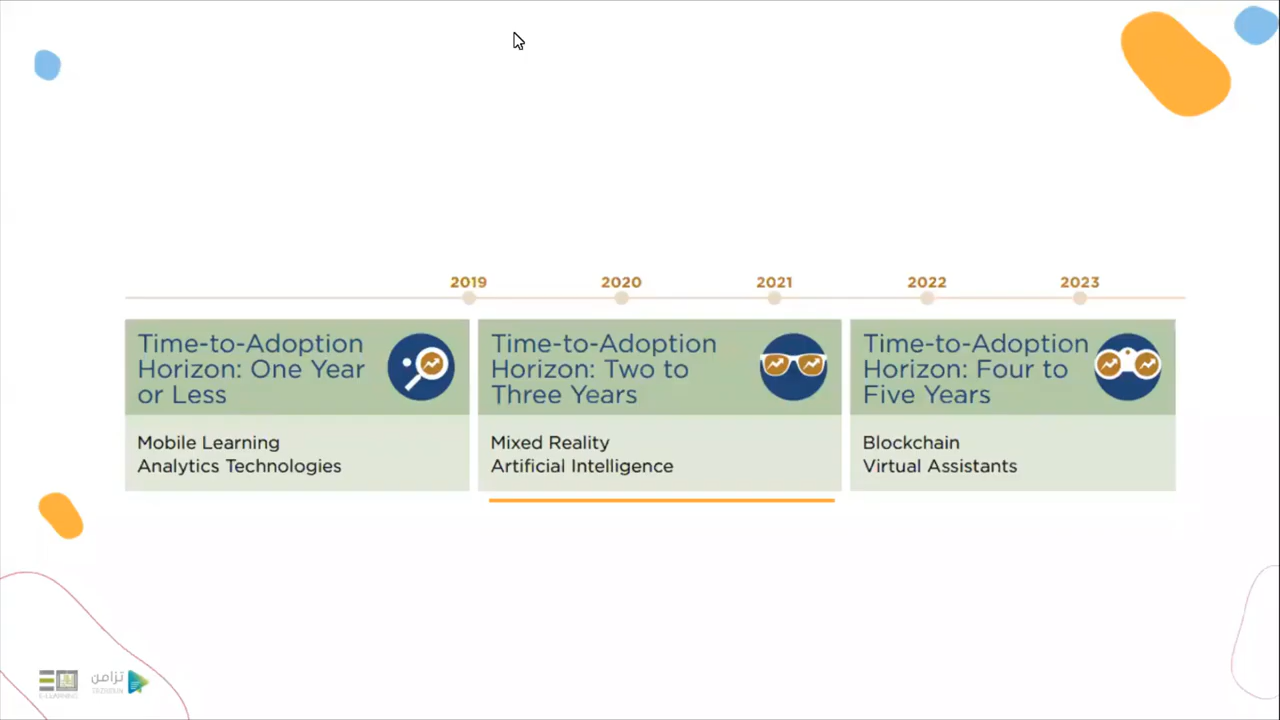 2019 2020 2021 2022 2023
Time-to-Adoption
Horizon: One Year
or Less
Mobile Learning
Analytics Technologies
Time-to-Adoption
Horizon: Two to
Three Years
Mixed Reality
Artificial Intelligence
Time-to-Adoption
Horizon: Four to
Five Years
Blockchain
Virtual Assistants
E-LEARNING
تزامن